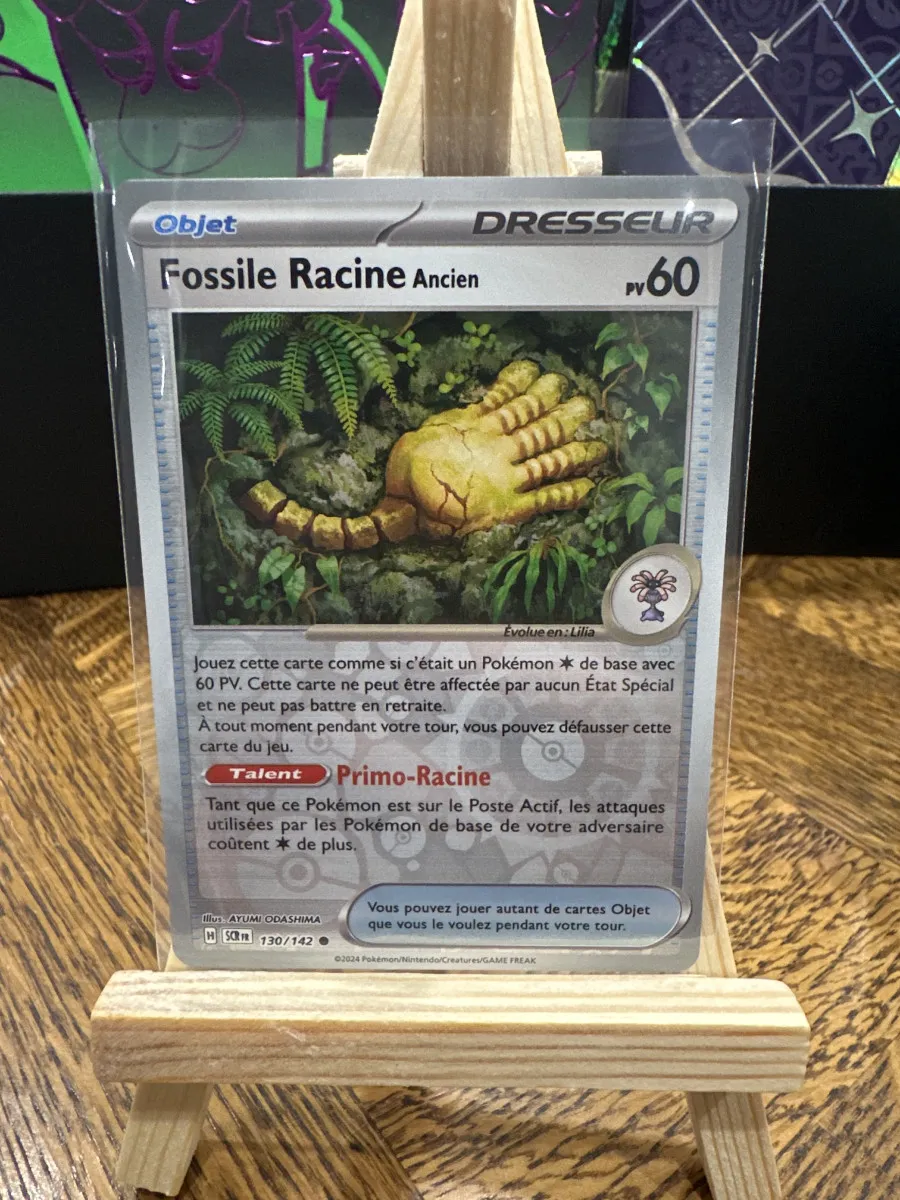 Objet DRESSEUR
Fossile Racine Ancien PV 60
Évolue en : Lilia
Jouez cette carte comme si c'était un Pokémon ✶ de base avec
60 PV. Cette carte ne peut être affectée par aucun État Spécial
et ne peut pas battre en retraite.
À tout moment pendant votre tour, vous pouvez défausser cette
carte du jeu.
Talent Primo-Racine
Tant que ce Pokémon est sur le Poste Actif, les attaques
utilisées par les Pokémon de base de votre adversaire
coûtent ✶ de plus.
Illus. AYUMI ODASHIMA
H SCR FR 130/142 ●
Vous pouvez jouer autant de cartes Objet
que vous le voulez pendant votre tour.
©2024 Pokémon/Nintendo/Creatures/GAME FREAK